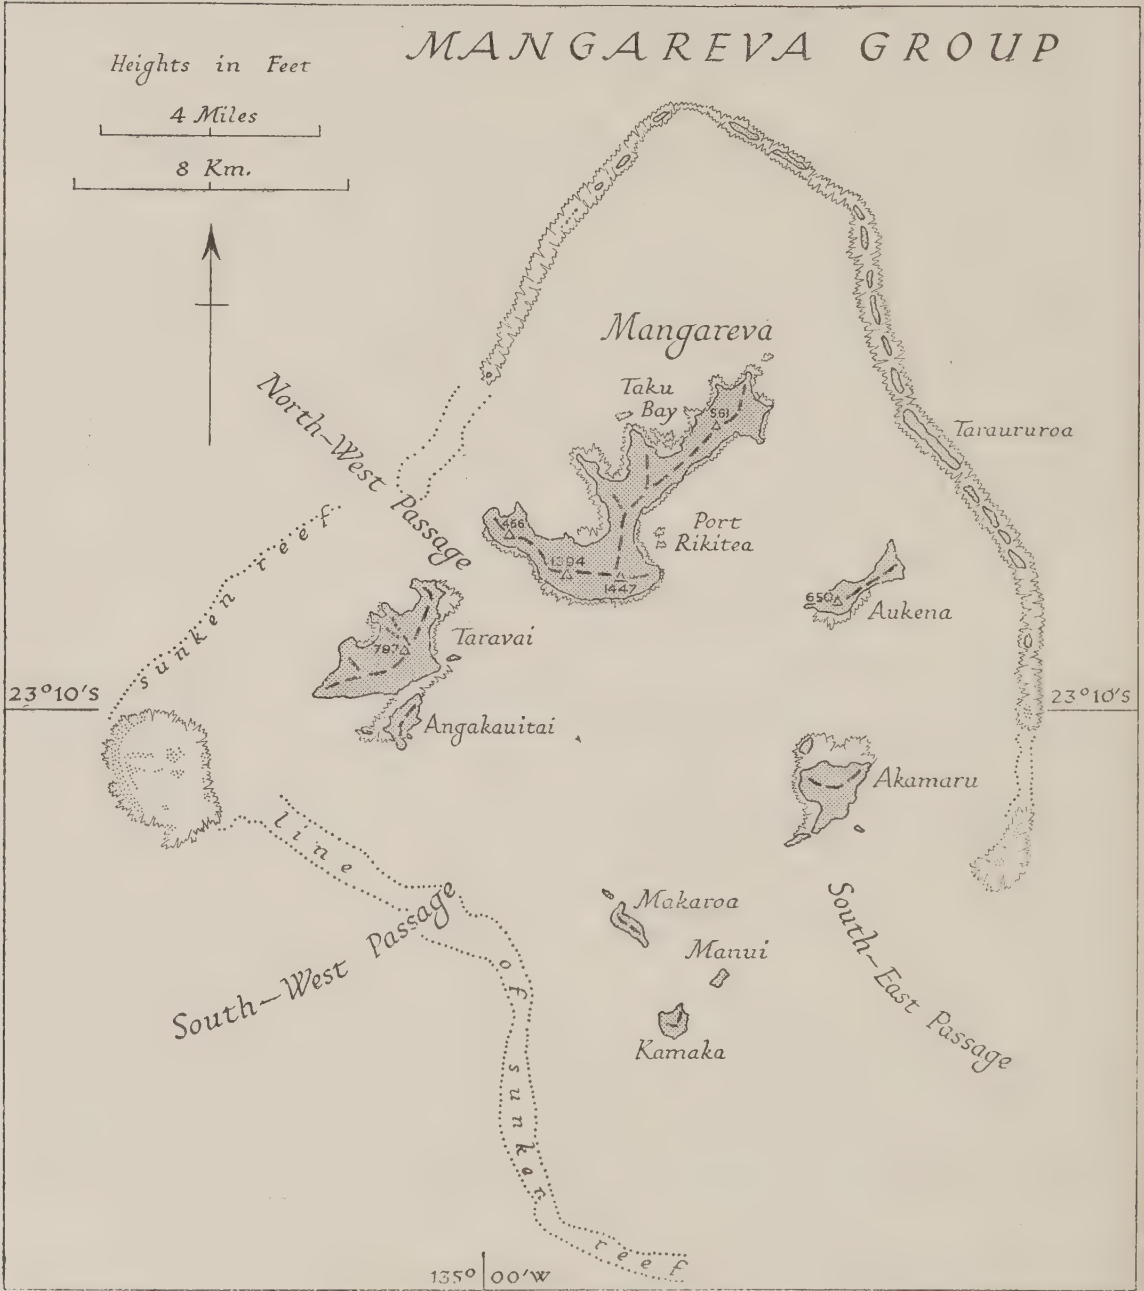 MANGAREVA GROUP
Heights in Feet
4 Miles
8 Km.
Mangareva
Taku
Bay
561
North-West Passage
Taraururoa
sunken reef
466
Port
Rikitea
1394
1447
650
Aukena
Taravai
797
23°10'S
23°10'S
Angakauitai
Akamaru
line of sunken reef
South-West Passage
Makaroa
Manui
South-East Passage
Kamaka
135° 00'W